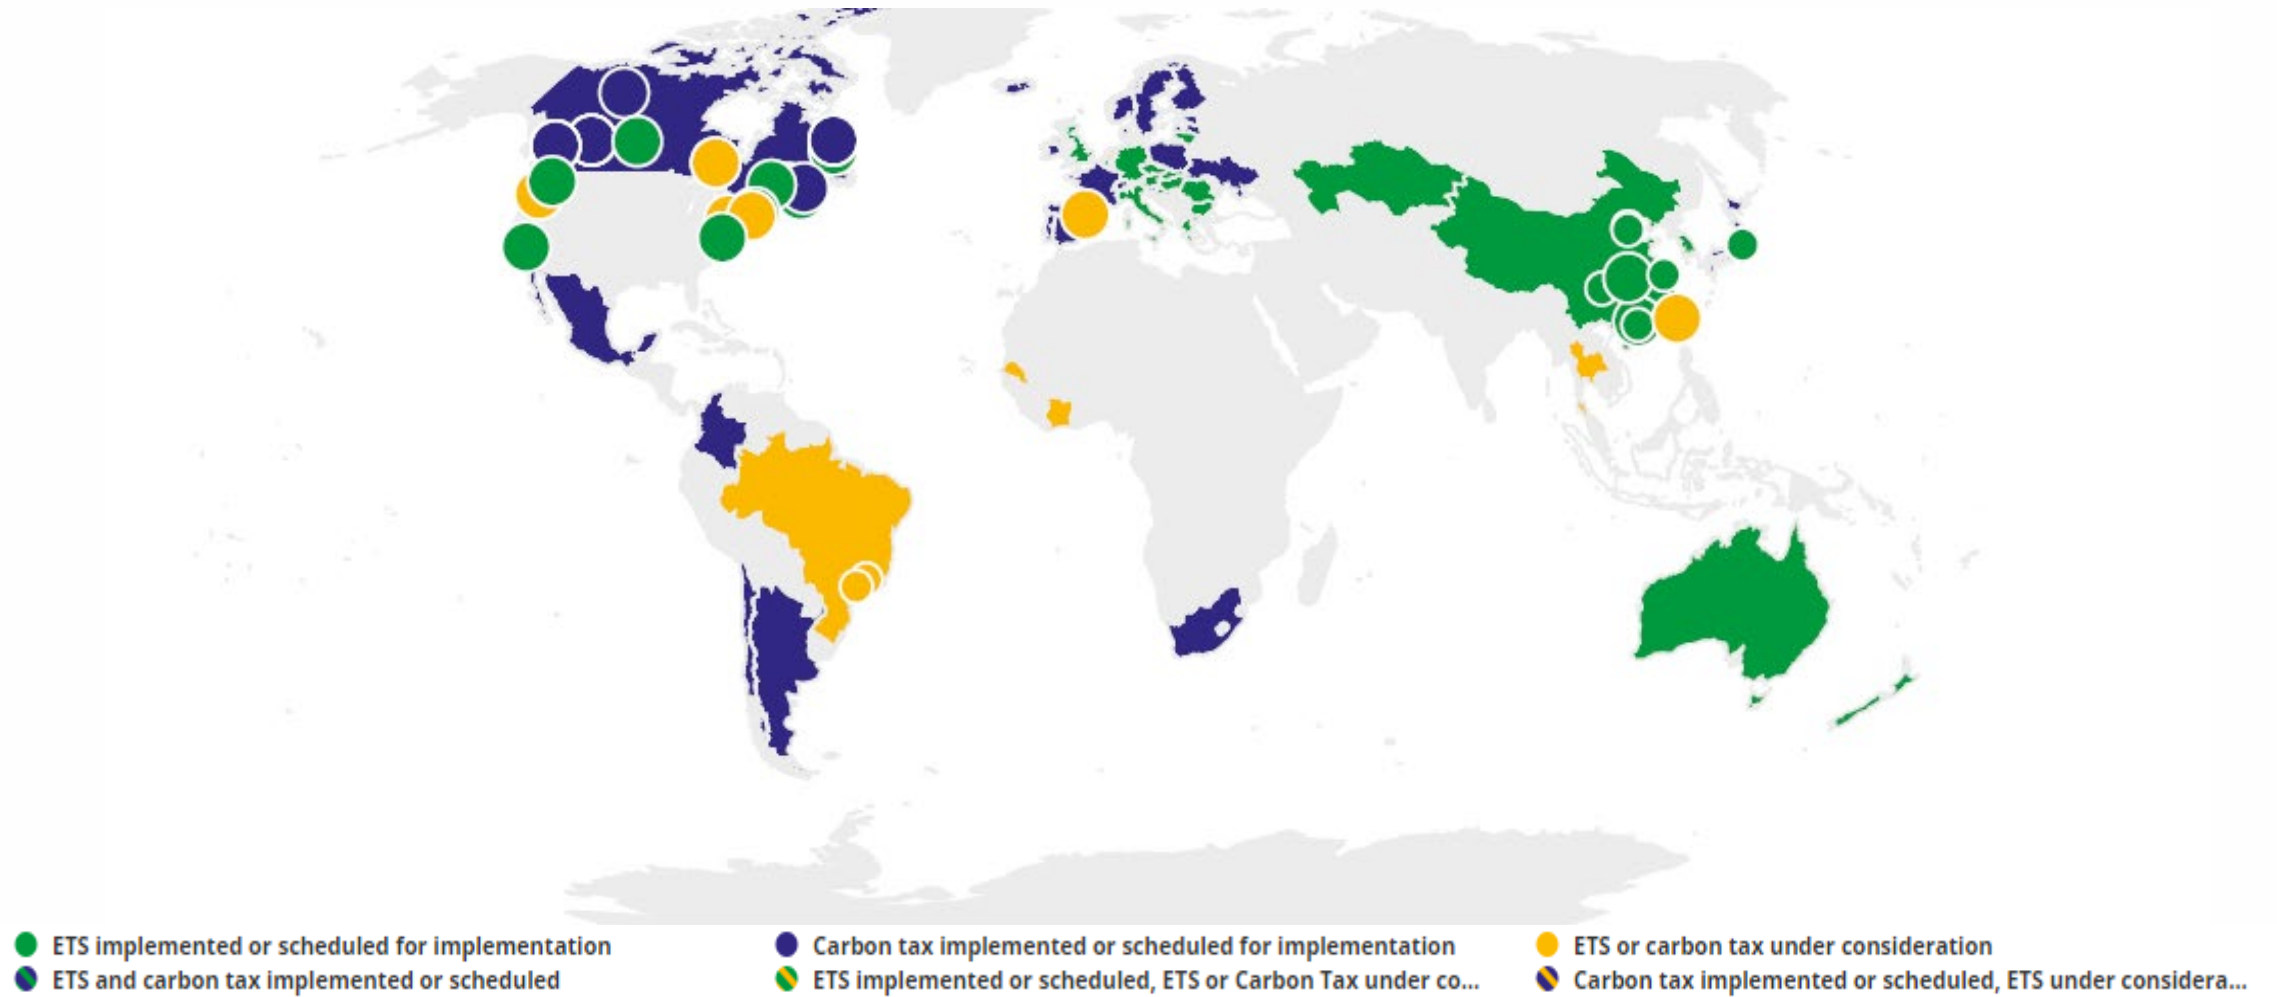 ETS implemented or scheduled for implementation
Carbon tax implemented or scheduled for implementation
ETS or carbon tax under consideration
ETS and carbon tax implemented or scheduled
ETS implemented or scheduled, ETS or Carbon Tax under co...
Carbon tax implemented or scheduled, ETS under considera...